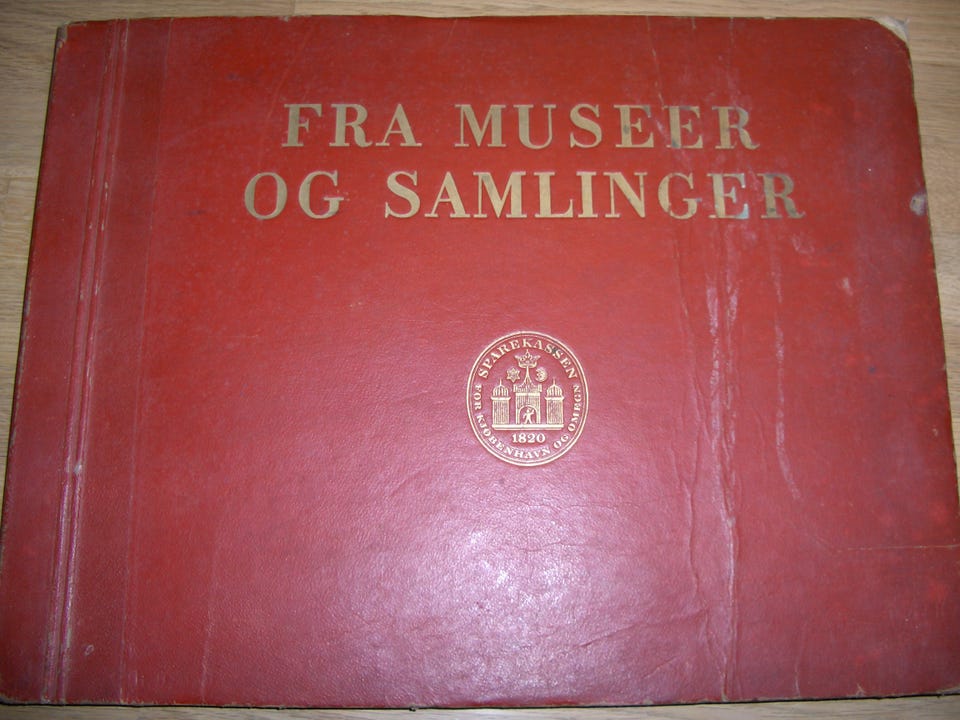 FRA MUSEER
OG SAMLINGER
SPAREKASSEN
FOR KJØBENHAVN OG OMEGN
1820